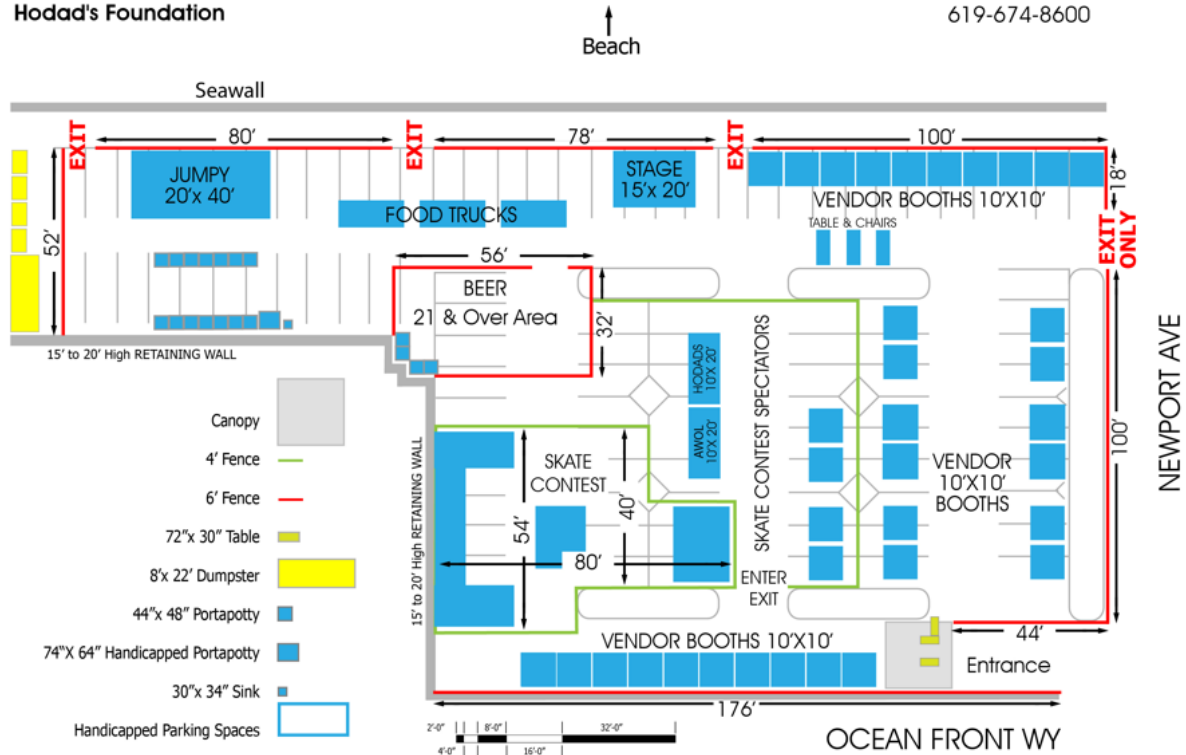 Hodad's Foundation
619-674-8600
Beach
Seawall
EXIT
80’
EXIT
78’
EXIT
100’
JUMPY
20’x 40’
STAGE
15’x 20’
18’
FOOD TRUCKS
VENDOR BOOTHS 10’X10’
TABLE & CHAIRS
EXIT
ONLY
52’
56’
BEER
21 & Over Area
32’
15’ to 20’ High RETAINING WALL
HODADS
10’X 20’
AWOL
10’X 20’
SKATE CONTEST SPECTATORS
NEWPORT AVE
100’
Canopy
4’ Fence
6’ Fence
72”x 30” Table
8’x 22’ Dumpster
44”x 48” Portapotty
74”X 64” Handicapped Portapotty
30”x 34” Sink
Handicapped Parking Spaces
15’ to 20’ High RETAINING WALL
SKATE
CONTEST
54’
40’
80’
VENDOR
10’X10’
BOOTHS
ENTER
EXIT
VENDOR BOOTHS 10’X10’
44’
Entrance
176’
2’-0”
8’-0”
32’-0”
4’-0”
16’-0”
OCEAN FRONT WY